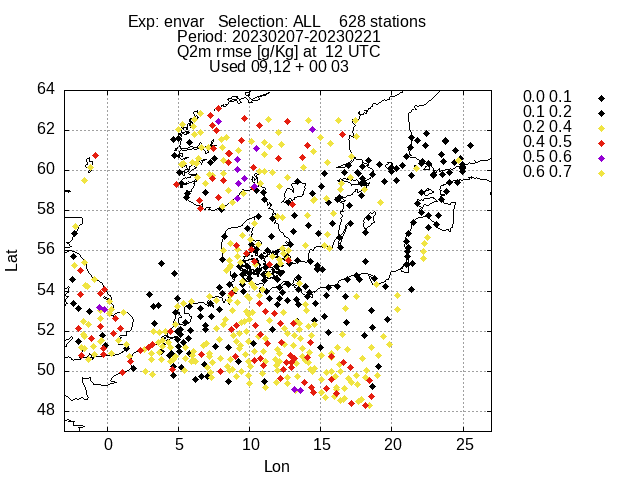 Exp: envar Selection: ALL 628 stations
Period: 20230207-20230221
Q2m rmse [g/Kg] at 12 UTC
Used 09,12 + 00 03
64
62
60
58
56
54
52
50
48
0 5 10 15 20 25
Lat
Lon
0.0 0.1
0.1 0.2
0.2 0.4
0.4 0.5
0.5 0.6
0.6 0.7